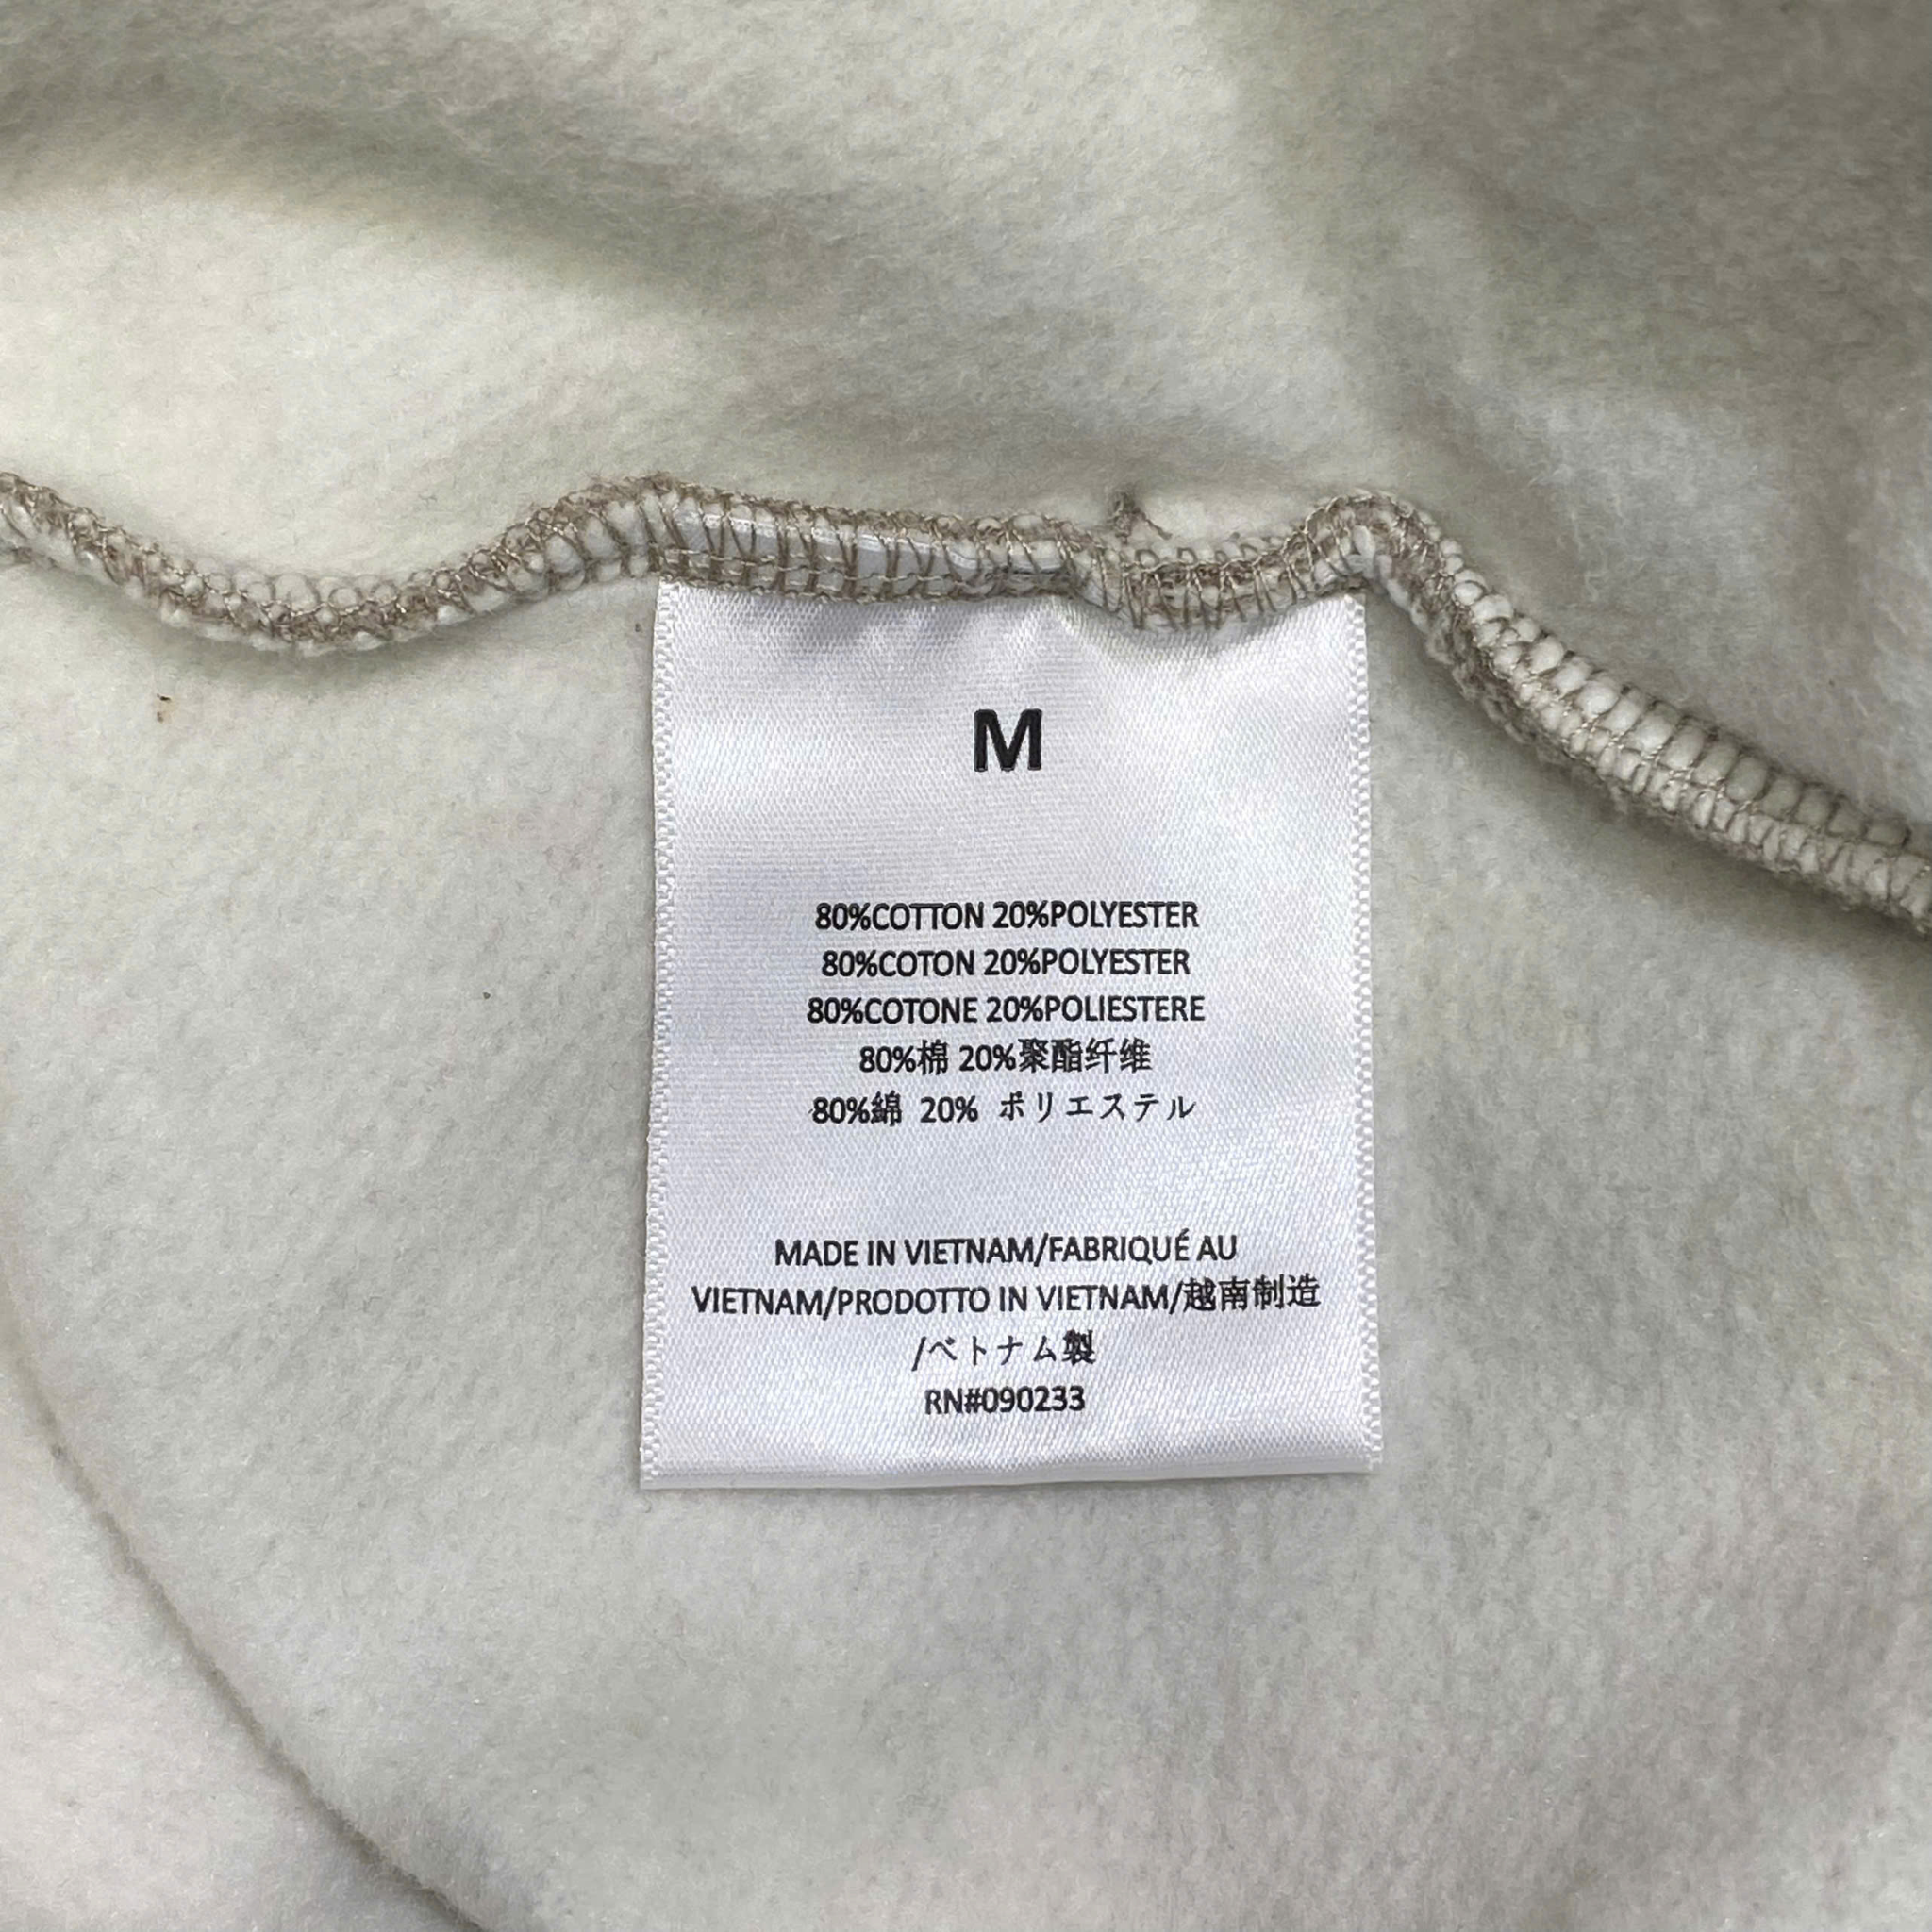 M
80%COTTON 20%POLYESTER
80%COTON 20%POLYESTER
80%COTONE 20%POLIESTERE
80%棉 20%聚酯纤维
80%綿 20% ポリエステル
MADE IN VIETNAM/FABRIQUÉ AU
VIETNAM/PRODOTTO IN VIETNAM/越南制造
/ベトナム製
RN#090233